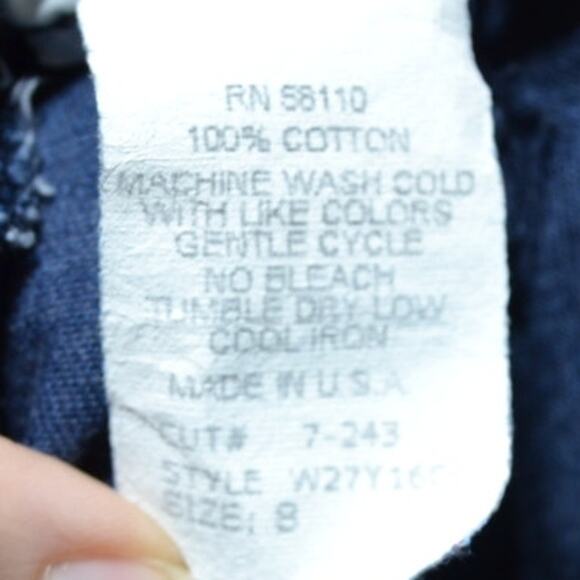 RN 58110
100% COTTON
MACHINE WASH COLD
WITH LIKE COLORS
GENTLE CYCLE
NO BLEACH
TUMBLE DRY LOW
COOL IRON
MADE IN U.S.A.
CUT# 7-243
STYLE
SIZE: 8